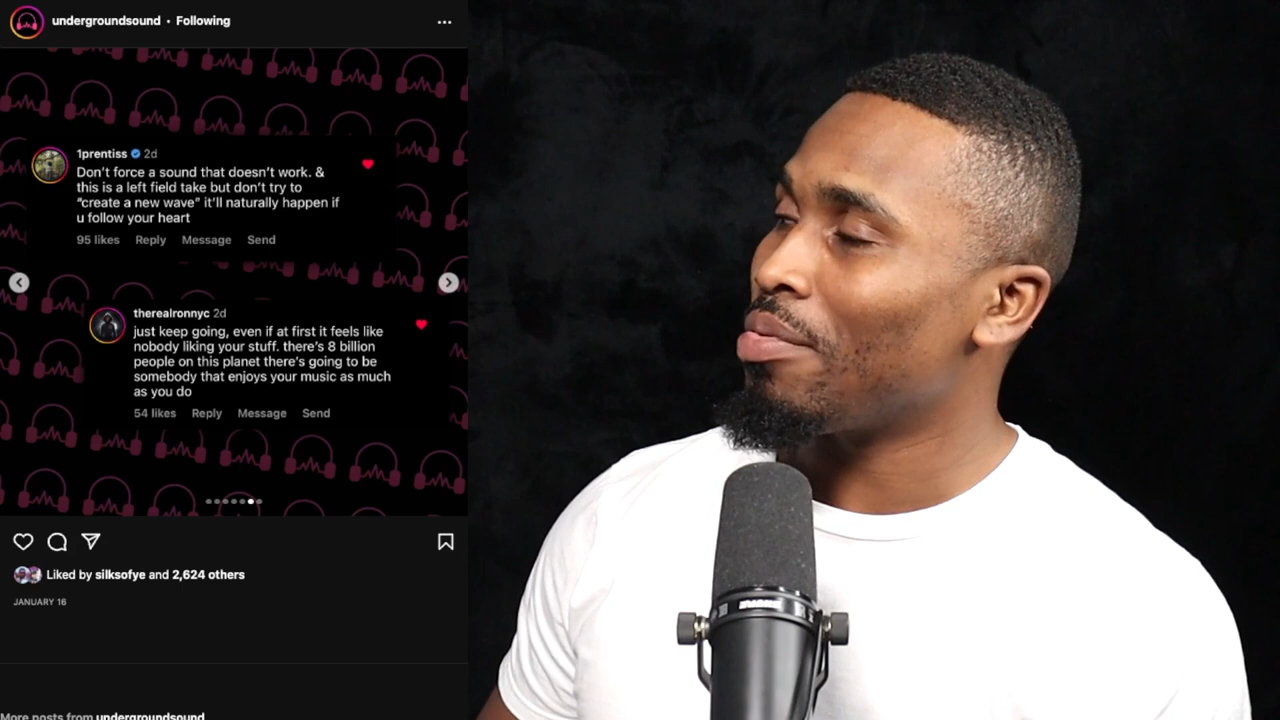 undergroundsound • Following
1prentiss 2d
Don't force a sound that doesn't work. &
this is a left field take but don't try to
“create a new wave” it'll naturally happen if
u follow your heart
95 likes Reply Message Send
therealronnyc 2d
just keep going, even if at first it feels like
nobody liking your stuff. there's 8 billion
people on this planet there's going to be
somebody that enjoys your music as much
as you do
54 likes Reply Message Send
Liked by silksofye and 2,624 others
JANUARY 16
More posts from undergroundsound